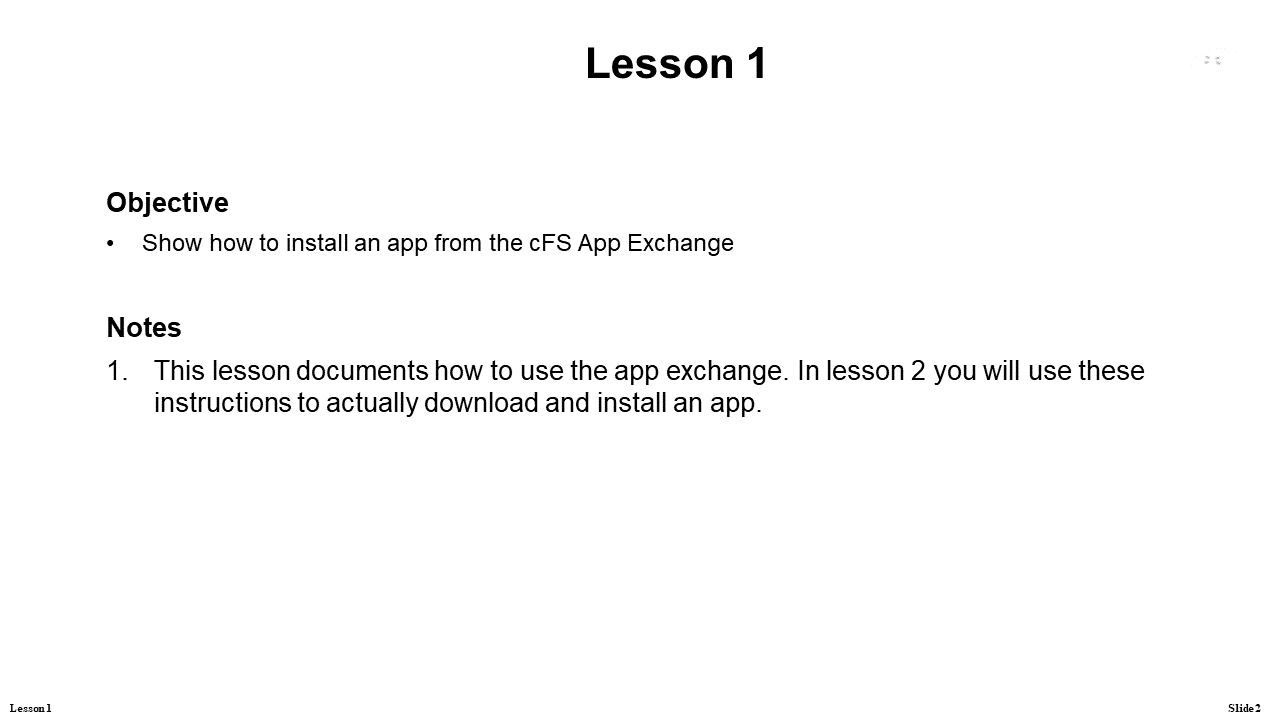 Lesson 1
Objective
• Show how to install an app from the cFS App Exchange
Notes
1. This lesson documents how to use the app exchange. In lesson 2 you will use these
instructions to actually download and install an app.
Lesson 1
Slide 2